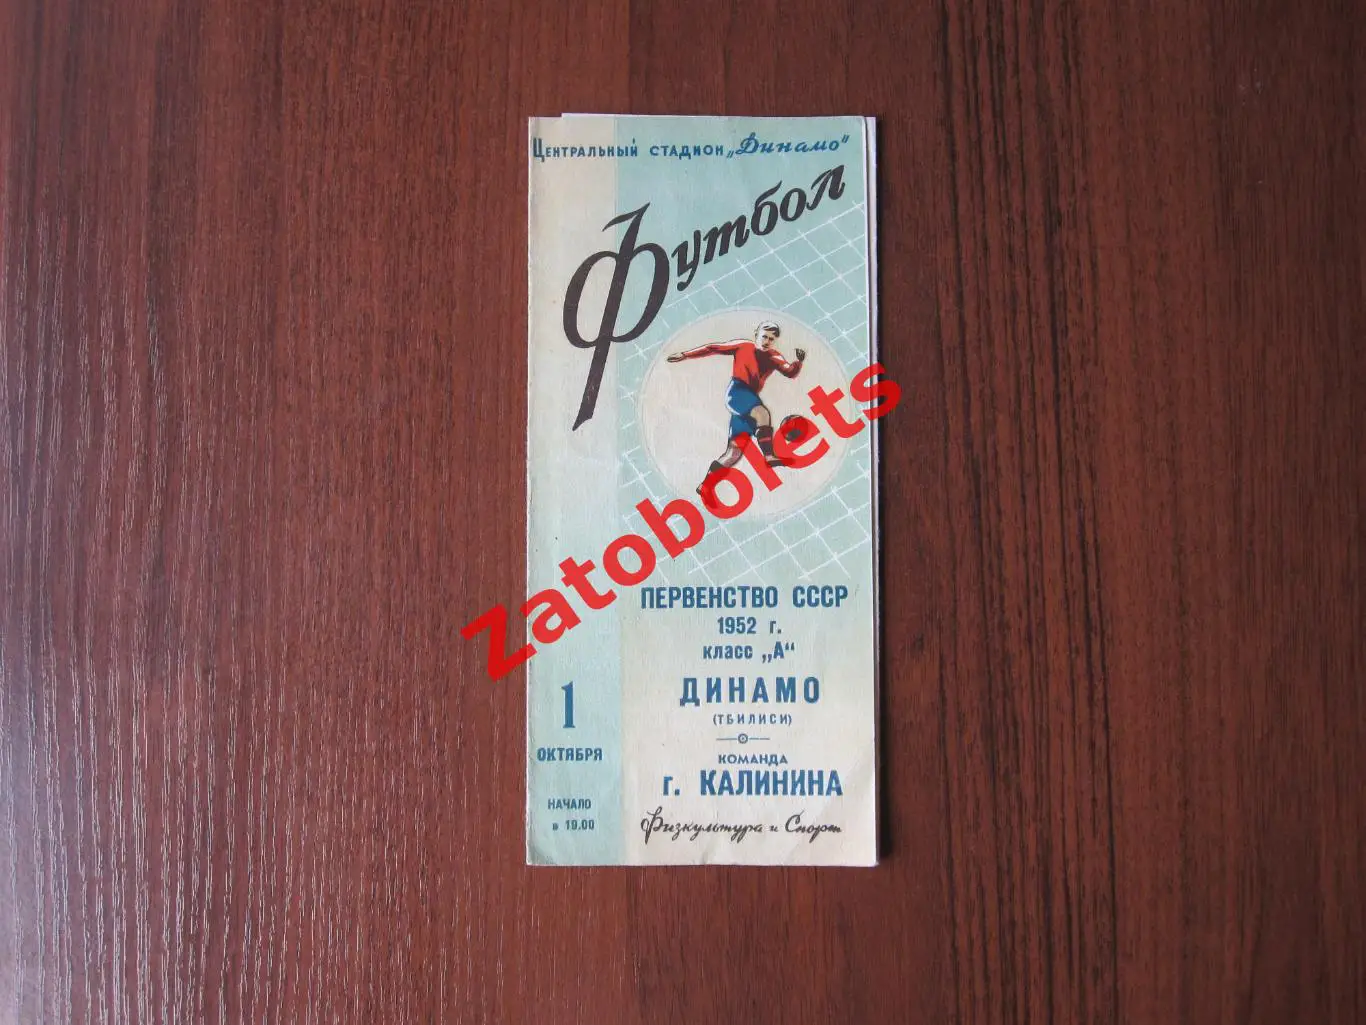 Центральный стадион „Динамо"
Футбол
Zatobolets
ПЕРВЕНСТВО СССР
1952 г.
класс „А"
ДИНАМО
(ТБИЛИСИ)
КОМАНДА
г. КАЛИНИНА
Физкультура и Спорт
1
ОКТЯБРЯ
НАЧАЛО
в 19.00